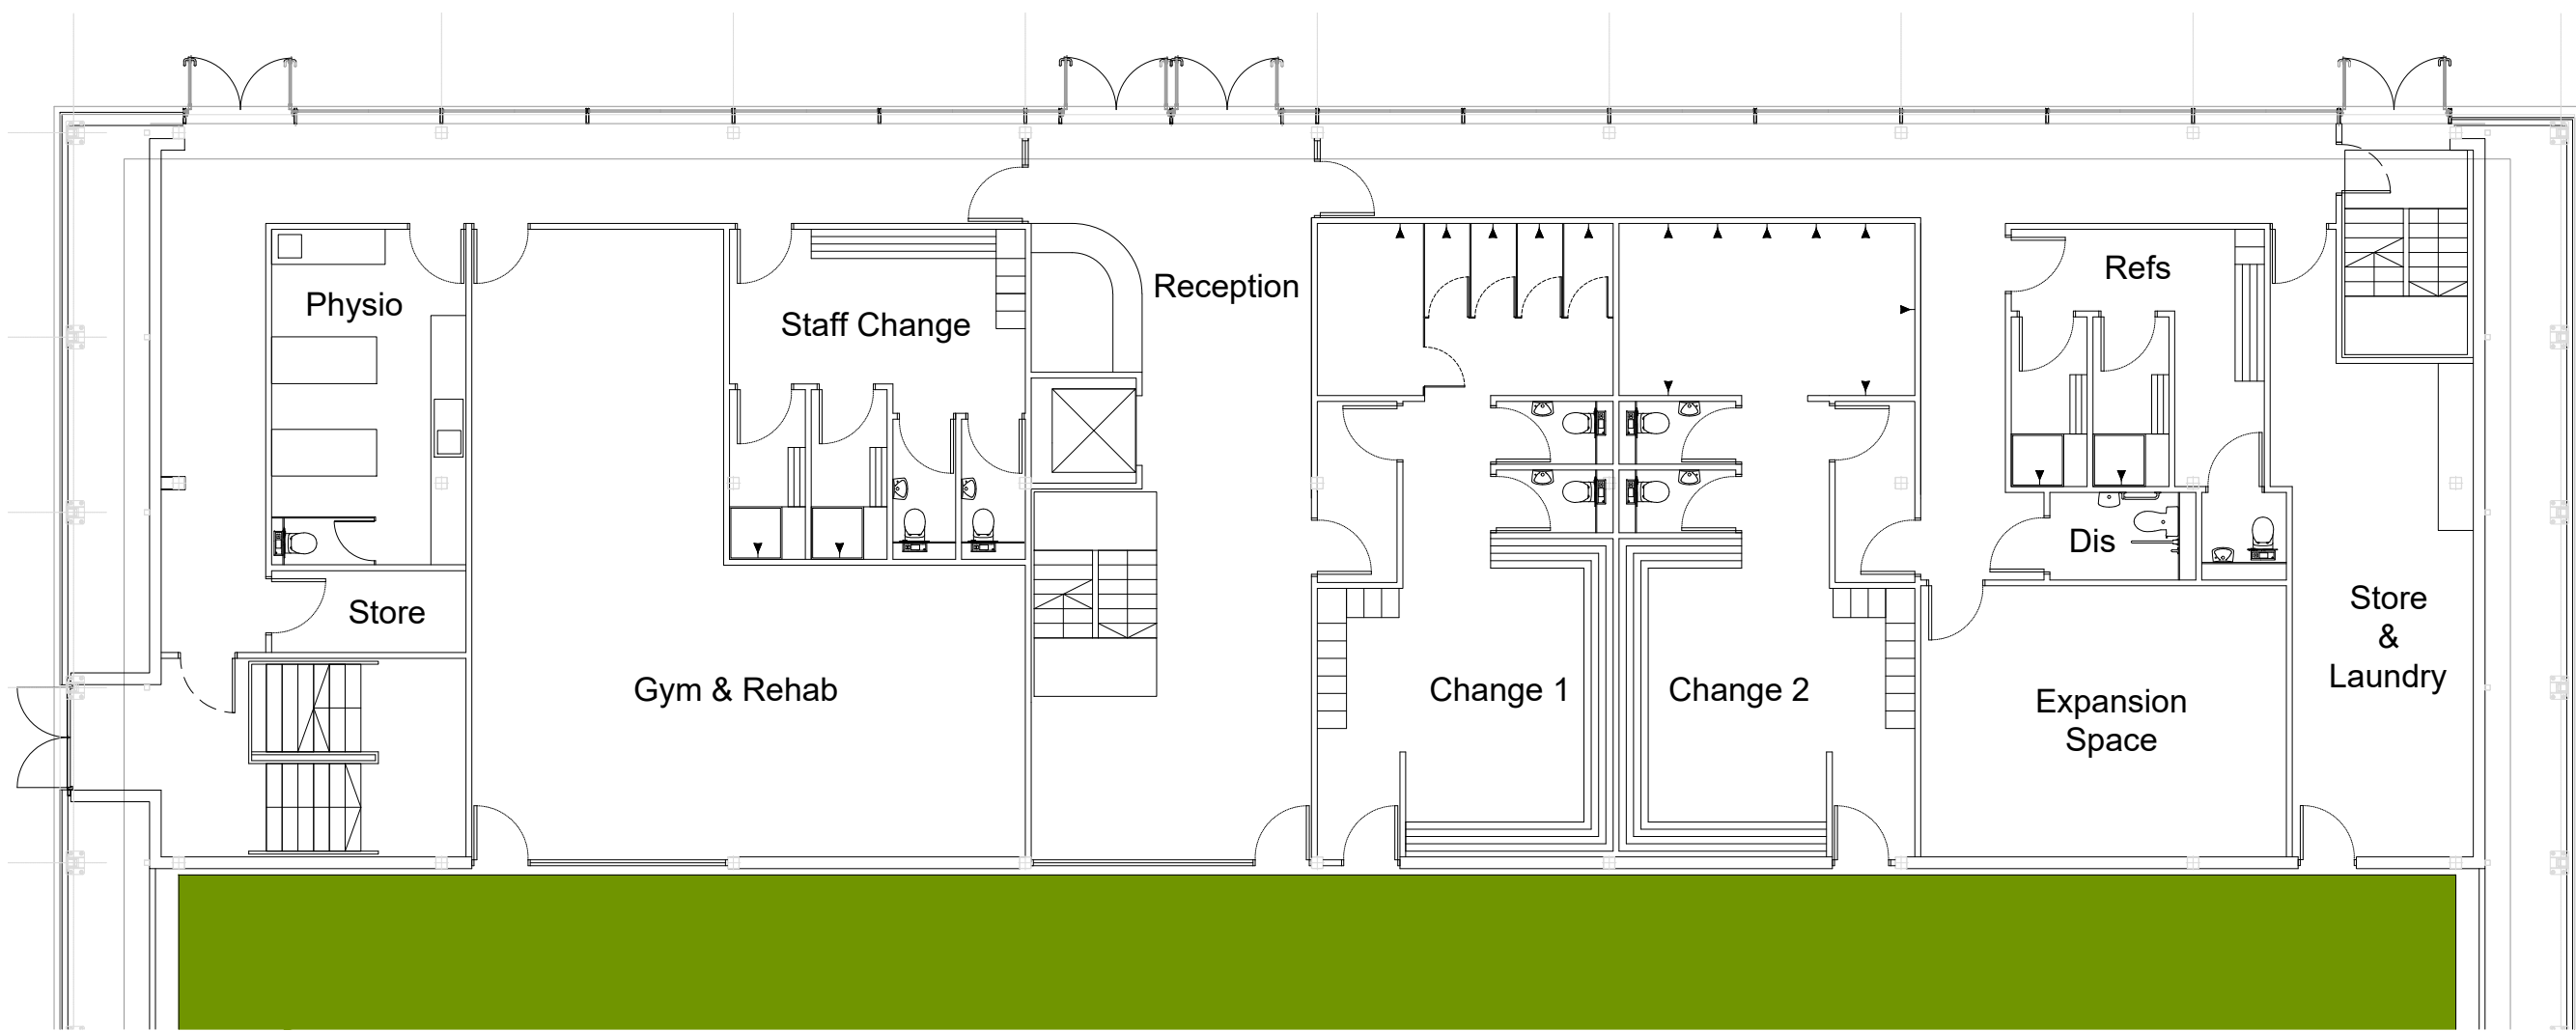 Physio
Staff Change
Reception
Refs
Store
Gym & Rehab
Change 1
Change 2
Dis
Expansion
Space
Store
&
Laundry